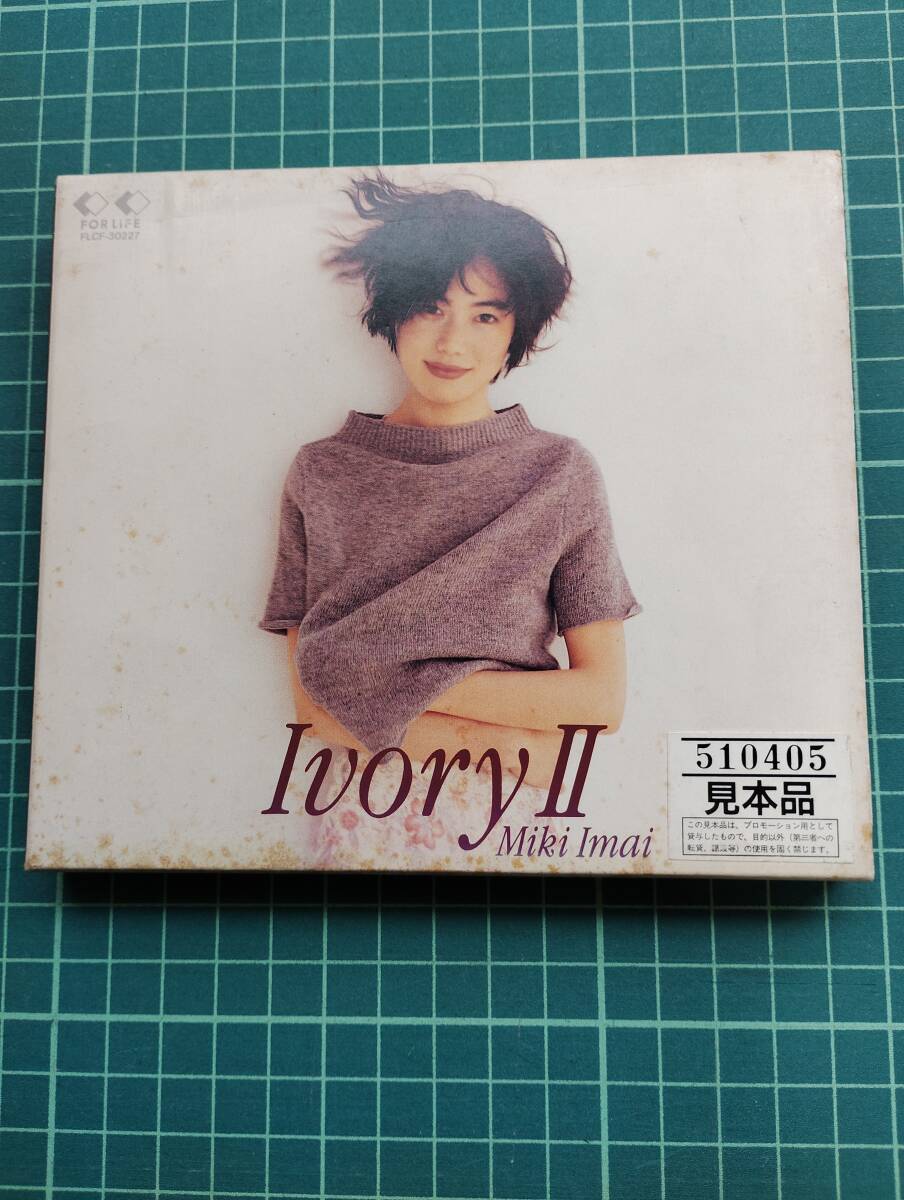 FOR LIFE
FLCF-30227
Ivory II
Miki Imai
510405
見本品
この見本品は、プロモーション用として
貸与したもので、目的以外（第三者への
転貸、譲渡等）の使用を固く禁じます。